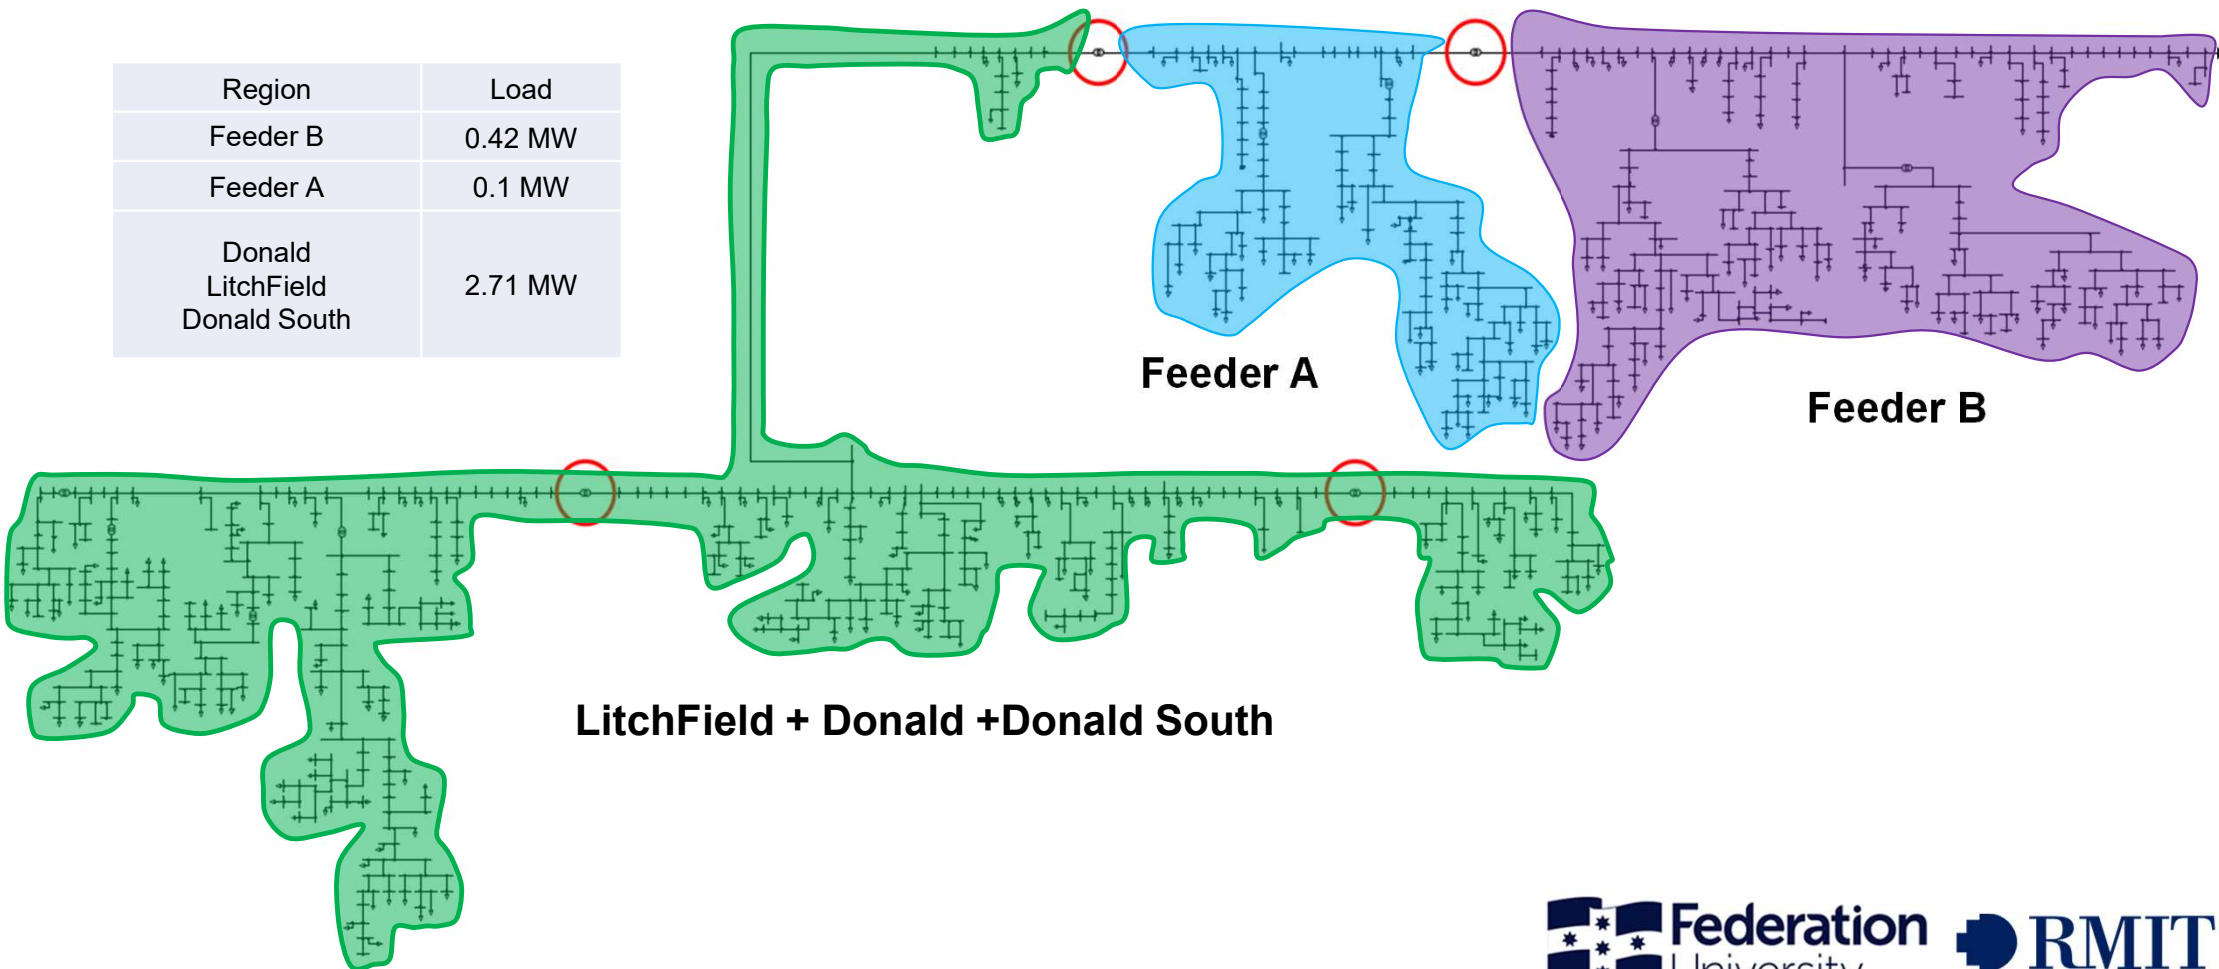 Region Load
Feeder B 0.42 MW
Feeder A 0.1 MW
Donald
LitchField 2.71 MW
Donald South
Feeder A
Feeder B
LitchField + Donald +Donald South
Federation
University
RMIT